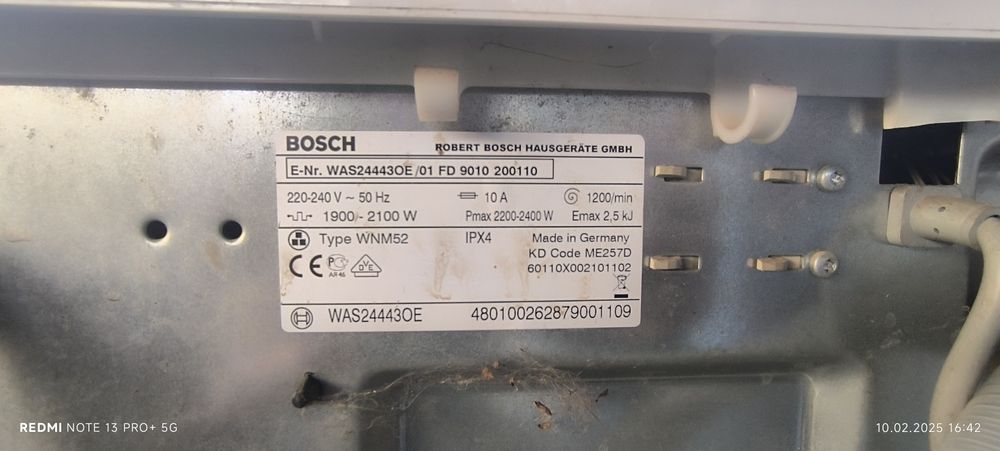 BOSCH ROBERT BOSCH HAUSGERÄTE GMBH
E-Nr. WAS24443OE /01 FD 9010 200110
220-240 V ~ 50 Hz 10 A 1200/min
1900 - 2100 W Pmax 2200-2400 W Emax 2,5 kJ
Type WNM52 IPX4 Made in Germany
KD Code ME257D
CE DVE 60110X002101102
WAS24443OE 480100262879001109
REDMI NOTE 13 PRO+ 5G 10.02.2025 16:42